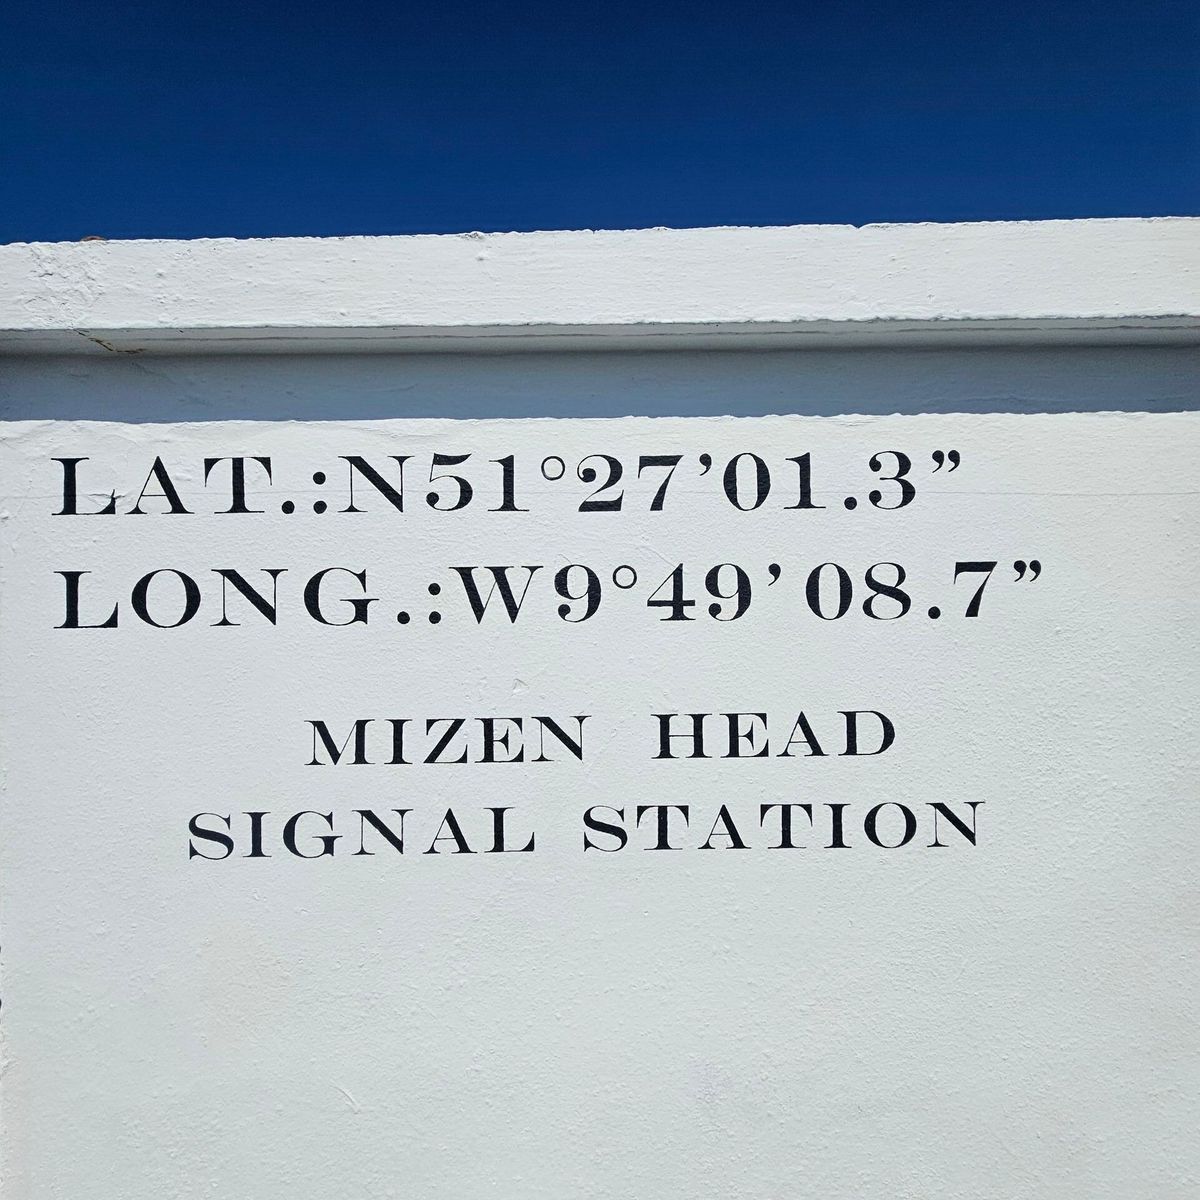 LAT.:N51°27’01.3”
LONG.:W9°49’08.7”
MIZEN HEAD
SIGNAL STATION